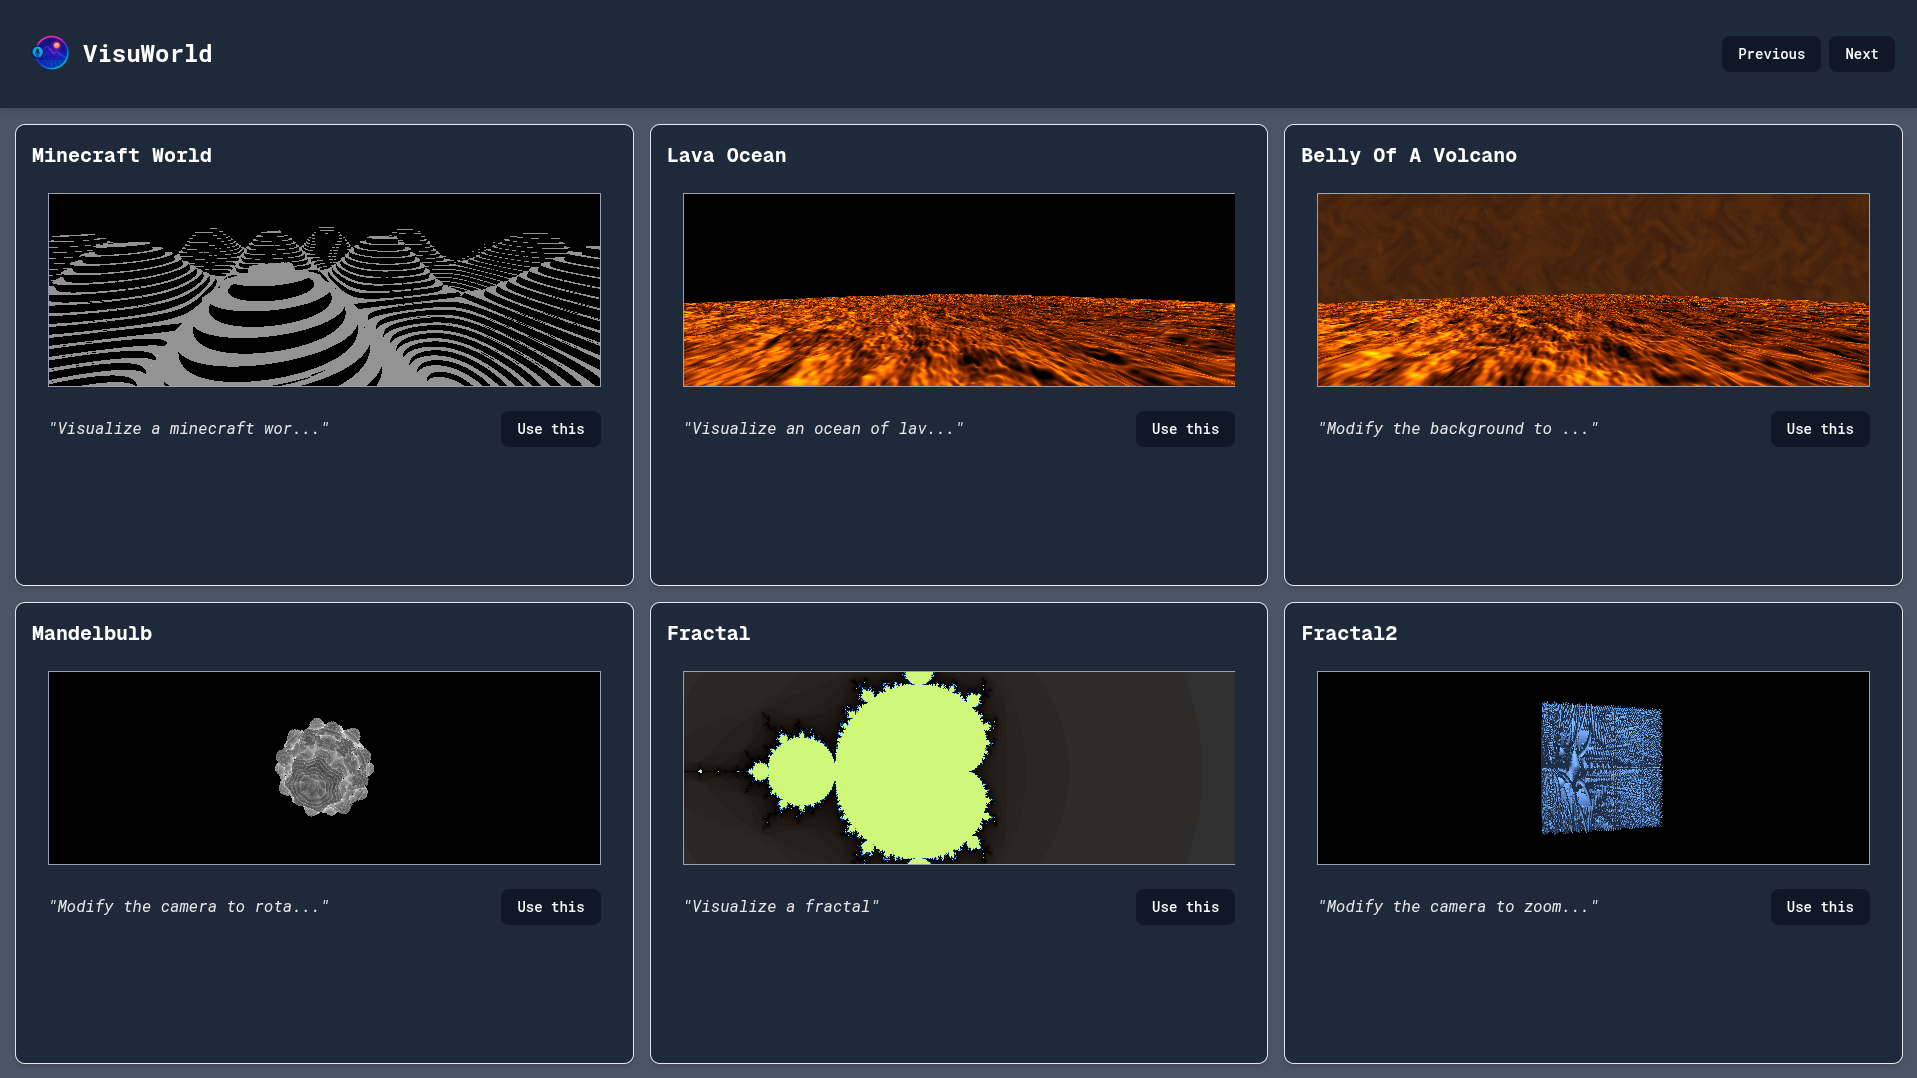 VisuWorld
Previous
Next
Minecraft World
Lava Ocean
Belly Of A Volcano
"Visualize a minecraft wor..."
Use this
"Visualize an ocean of lav..."
Use this
"Modify the background to ..."
Use this
Mandelbulb
Fractal
Fractal2
"Modify the camera to rota..."
Use this
"Visualize a fractal"
Use this
"Modify the camera to zoom..."
Use this